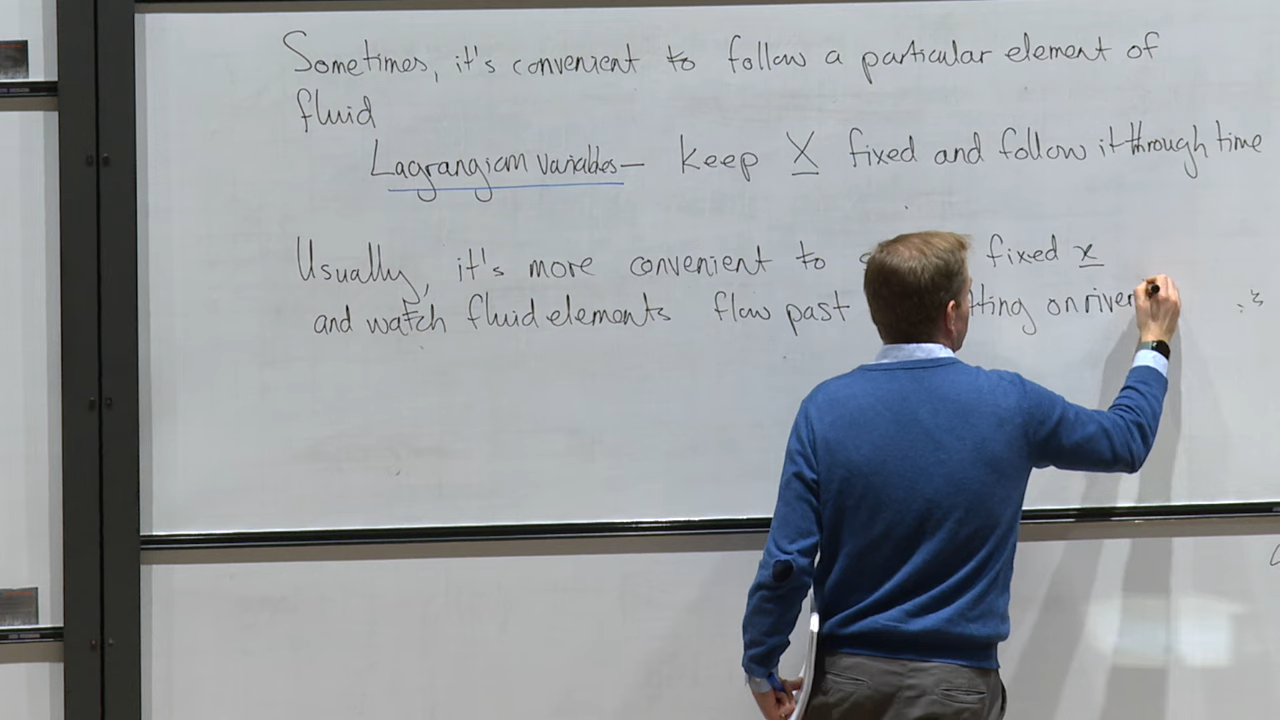 Sometimes, it's convenient to follow a particular element of
fluid
Lagrangian variables — keep X fixed and follow it through time
Usually, it's more convenient to fixed x
and watch fluid elements flow past on river